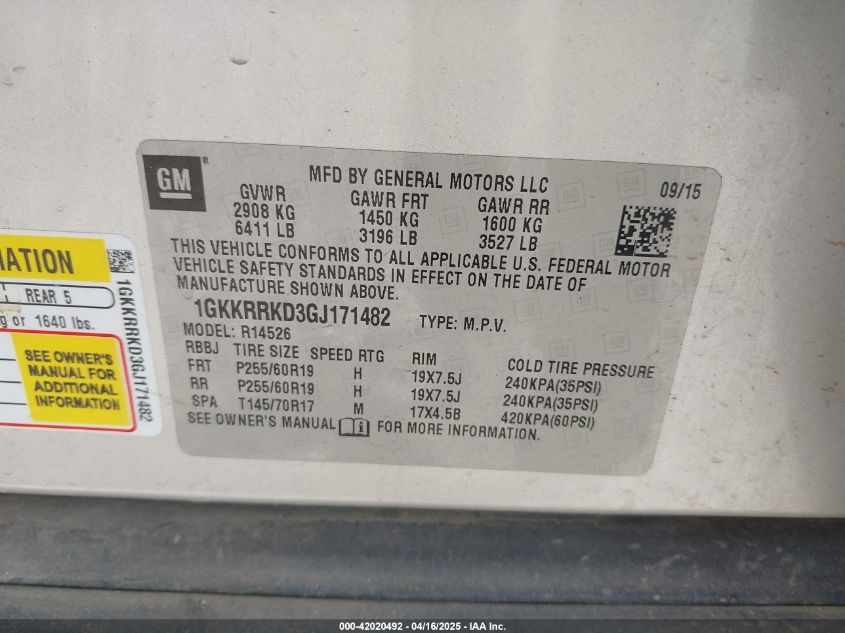 GM ®
MFD BY GENERAL MOTORS LLC 09/15
GVWR GAWR FRT GAWR RR
2908 KG 1450 KG 1600 KG
6411 LB 3196 LB 3527 LB
THIS VEHICLE CONFORMS TO ALL APPLICABLE U.S. FEDERAL MOTOR
VEHICLE SAFETY STANDARDS IN EFFECT ON THE DATE OF
MANUFACTURE SHOWN ABOVE.
1GKKRRKD3GJ171482 TYPE: M.P.V.
MODEL: R14526
RBBJ TIRE SIZE SPEED RTG RIM COLD TIRE PRESSURE
FRT P255/60R19 H 19X7.5J 240KPA(35PSI)
RR P255/60R19 H 19X7.5J 240KPA(35PSI)
SPA T145/70R17 M 17X4.5B 420KPA(60PSI)
SEE OWNER'S MANUAL i FOR MORE INFORMATION.
MATION
REAR 5
g or 1640 lbs.
SEE OWNER'S
MANUAL FOR
ADDITIONAL
INFORMATION
1GKKRRKD3GJ171482
000-42020492 - 04/16/2025 - IAA Inc.